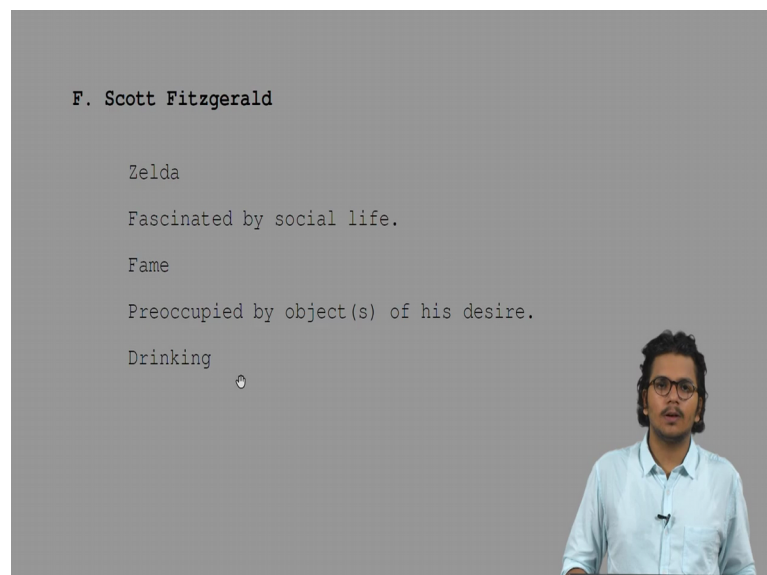 F. Scott Fitzgerald
Zelda
Fascinated by social life.
Fame
Preoccupied by object(s) of his desire.
Drinking